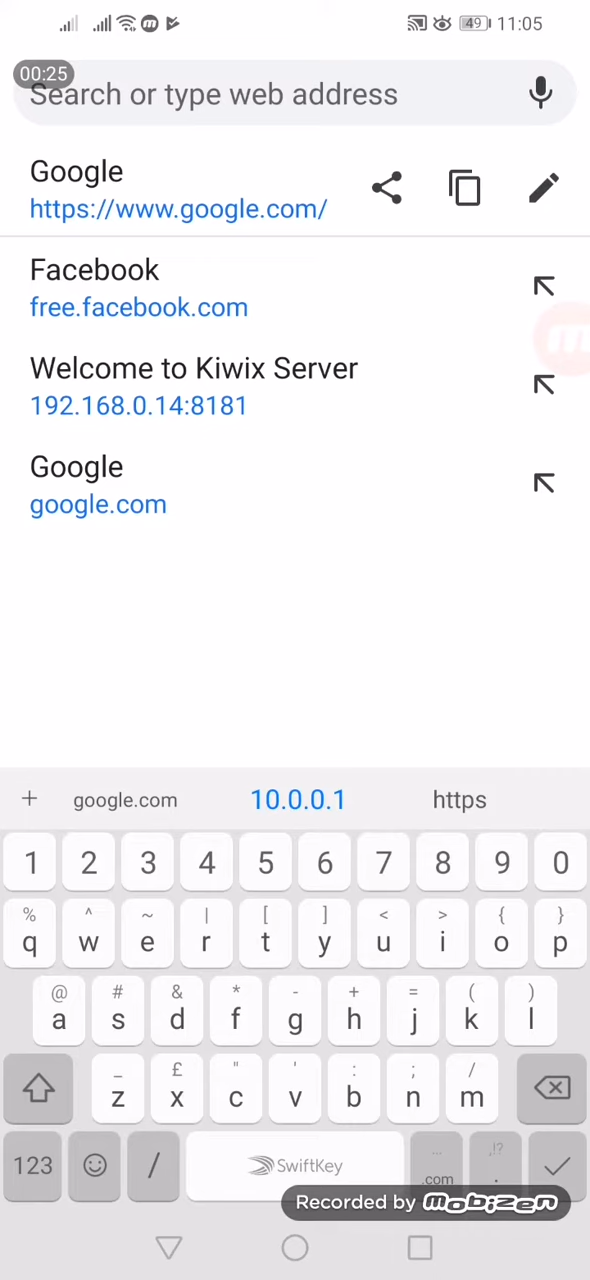 49 11:05
00:25
Search or type web address
Google
https://www.google.com/
Facebook
free.facebook.com
Welcome to Kiwix Server
192.168.0.14:8181
Google
google.com
+ google.com 10.0.0.1 https
1 2 3 4 5 6 7 8 9 0
% ^ ~ | [ ] < > { }
q w e r t y u i o p
@ # & * - + = ( )
a s d f g h j k l
_ £ " ' : ; /
z x c v b n m
123 / SwiftKey ... .com ,!? .
Recorded by mobizen